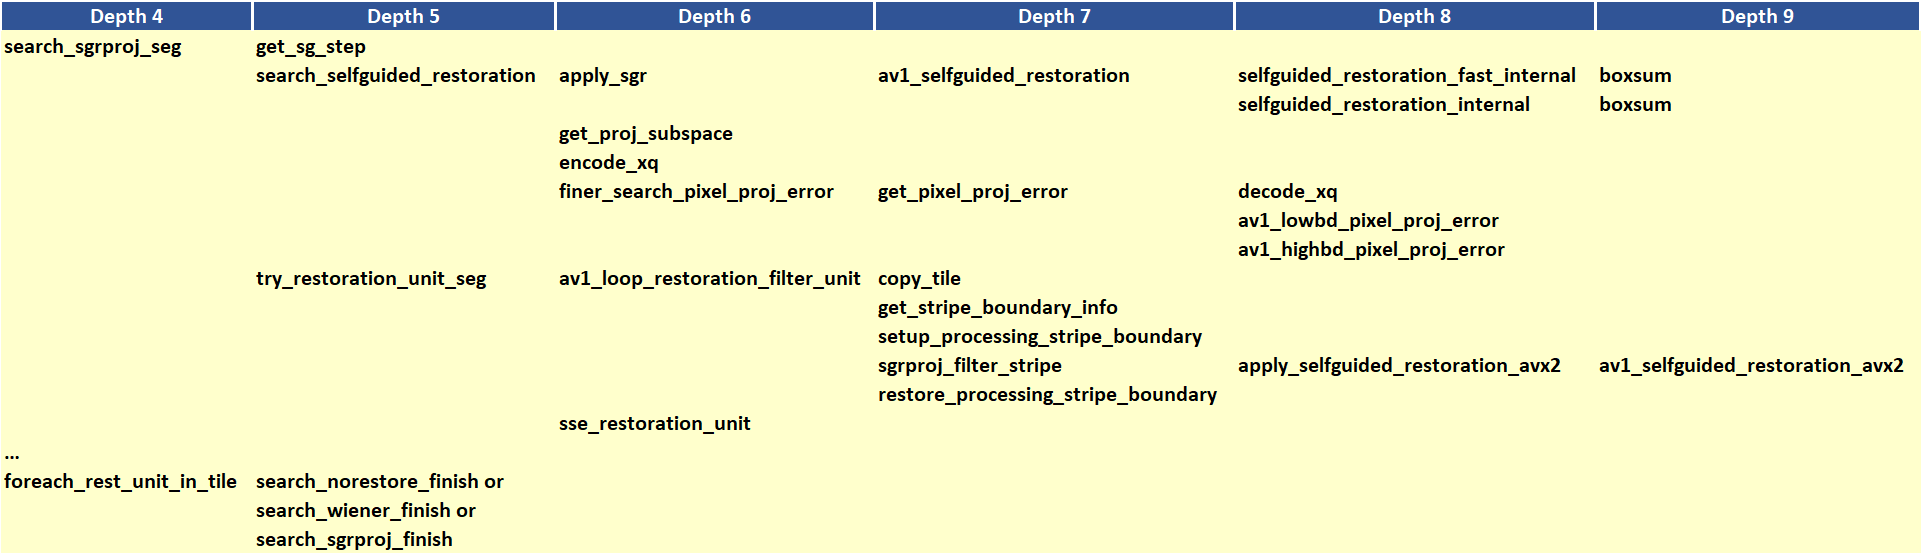 Depth 4 Depth 5 Depth 6 Depth 7 Depth 8 Depth 9
search_sgrproj_seg get_sg_step
search_selfguided_restoration apply_sgr av1_selfguided_restoration selfguided_restoration_fast_internal boxsum
selfguided_restoration_internal boxsum
get_proj_subspace
encode_xq
finer_search_pixel_proj_error get_pixel_proj_error decode_xq
av1_lowbd_pixel_proj_error
av1_highbd_pixel_proj_error
try_restoration_unit_seg av1_loop_restoration_filter_unit copy_tile
get_stripe_boundary_info
setup_processing_stripe_boundary
sgrproj_filter_stripe apply_selfguided_restoration_avx2 av1_selfguided_restoration_avx2
restore_processing_stripe_boundary
sse_restoration_unit
...
foreach_rest_unit_in_tile search_norestore_finish or
search_wiener_finish or
search_sgrproj_finish